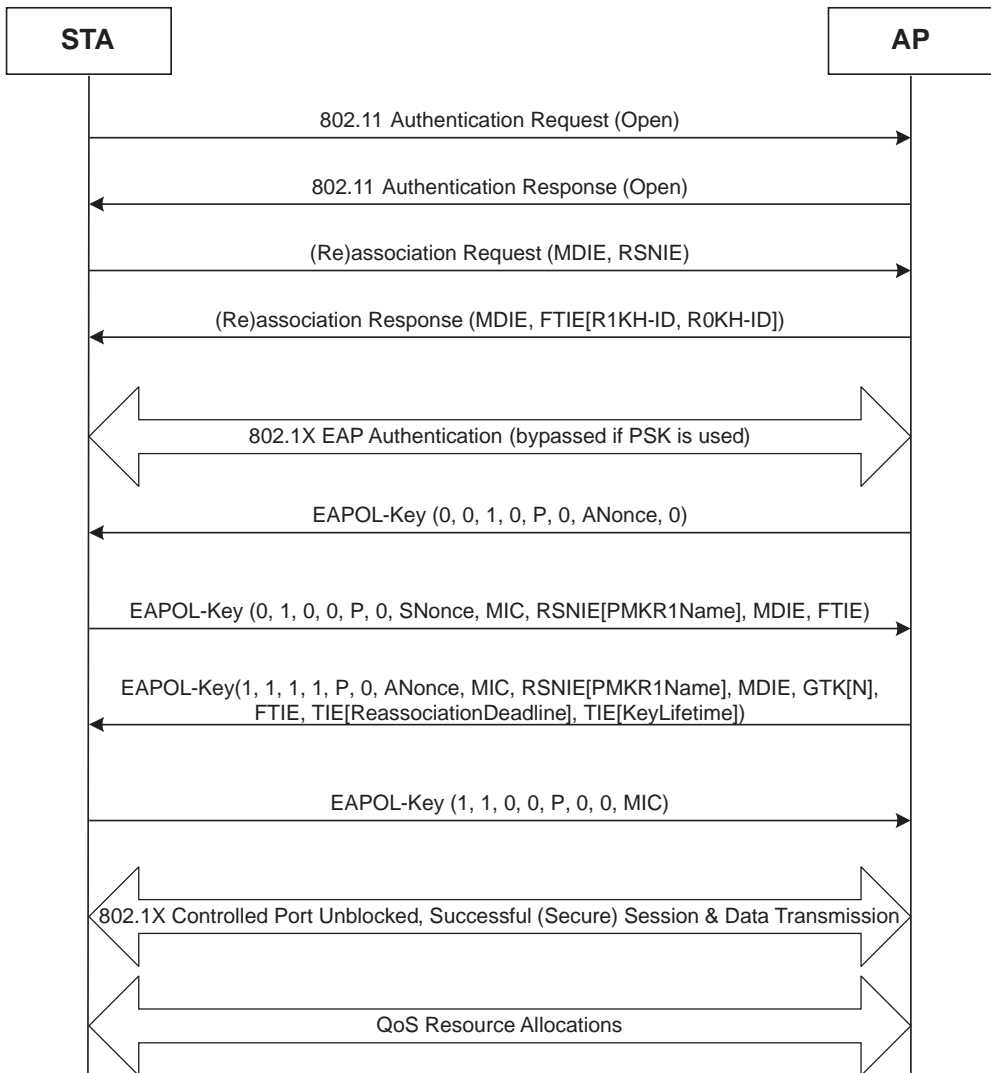 STA
AP
802.11 Authentication Request (Open)
802.11 Authentication Response (Open)
(Re)association Request (MDIE, RSNIE)
(Re)association Response (MDIE, FTIE[R1KH-ID, R0KH-ID])
802.1X EAP Authentication (bypassed if PSK is used)
EAPOL-Key (0, 0, 1, 0, P, 0, ANonce, 0)
EAPOL-Key (0, 1, 0, 0, P, 0, SNonce, MIC, RSNIE[PMKR1Name], MDIE, FTIE)
EAPOL-Key(1, 1, 1, 1, P, 0, ANonce, MIC, RSNIE[PMKR1Name], MDIE, GTK[N],
FTIE, TIE[ReassociationDeadline], TIE[KeyLifetime])
EAPOL-Key (1, 1, 0, 0, P, 0, 0, MIC)
802.1X Controlled Port Unblocked, Successful (Secure) Session & Data Transmission
QoS Resource Allocations